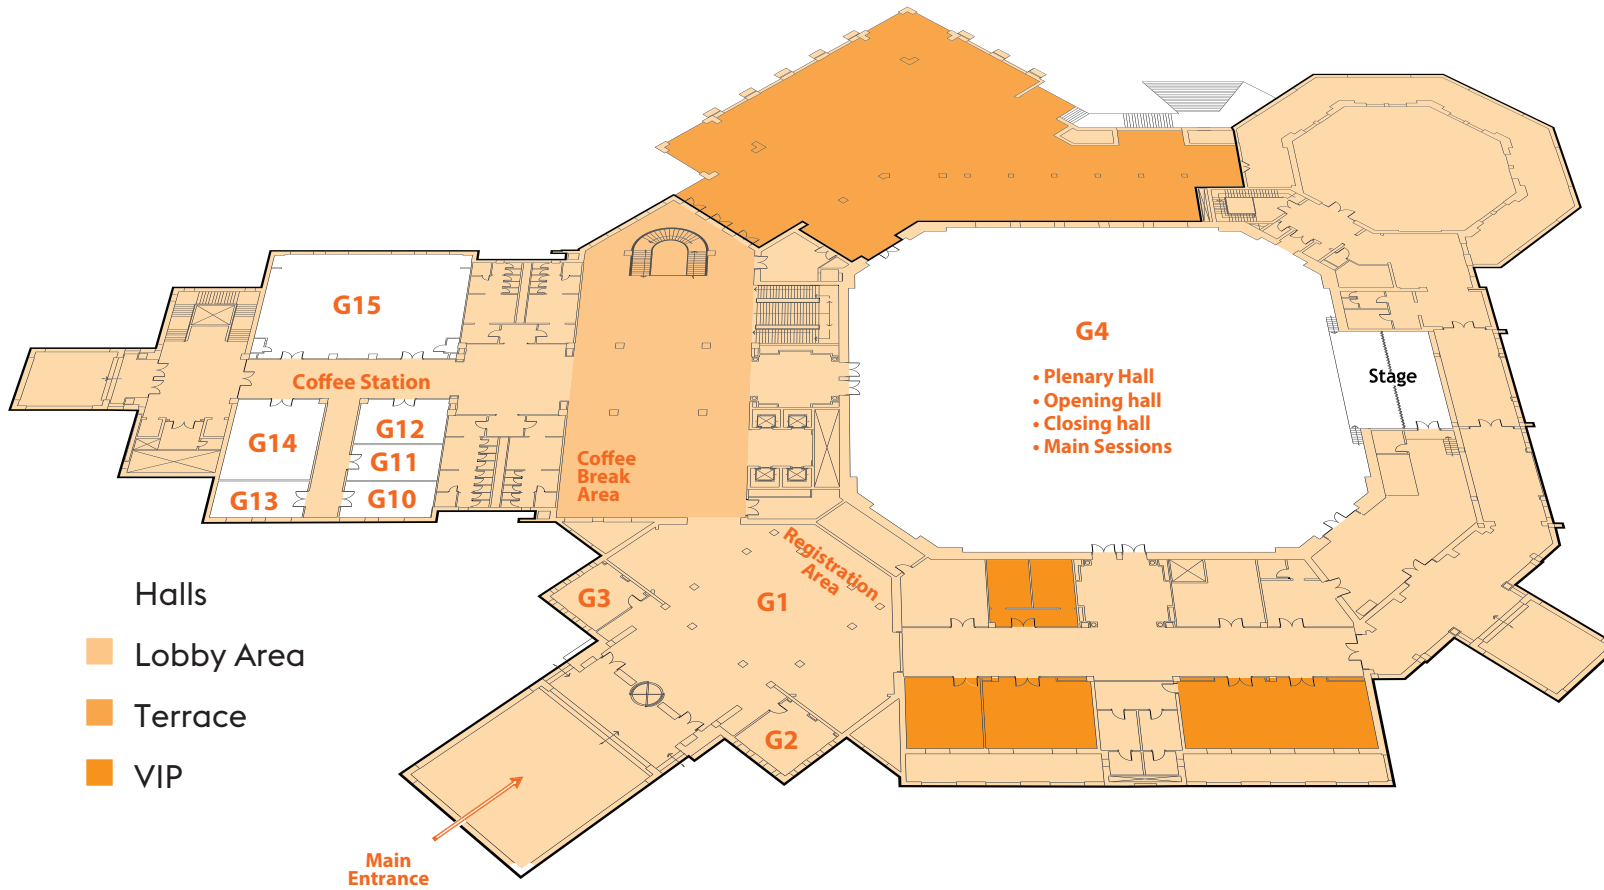 G15
Coffee Station
G14
G12
G11
G13
G10
Coffee
Break
Area
G4
• Plenary Hall
• Opening hall
• Closing hall
• Main Sessions
Stage
Registration
Area
G3
G1
G2
Halls
Lobby Area
Terrace
VIP
Main
Entrance